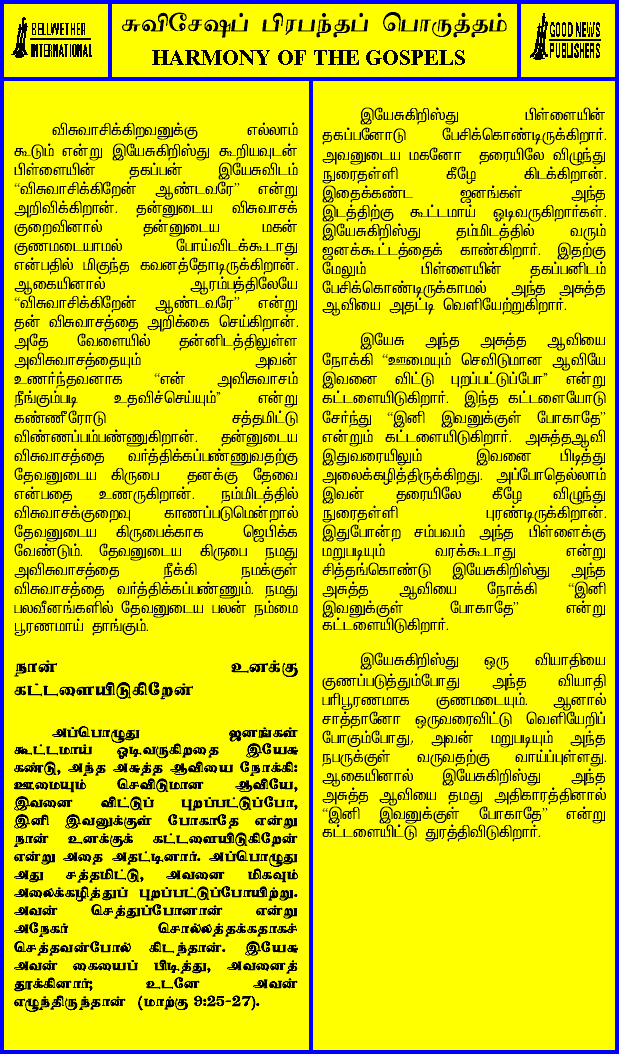 BELLWETHER
INTERNATIONAL
சுவிசேஷப் பிரபந்தப் பொருத்தம்
HARMONY OF THE GOSPELS
GOOD NEWS
PUBLISHERS
விசுவாசிக்கிறவனுக்கு எல்லாம்
கூடும் என்று இயேசுகிறிஸ்து கூறியவுடன்
பிள்ளையின் தகப்பன் இயேசுவிடம்
“விசுவாசிக்கிறேன் ஆண்டவரே” என்று
அறிவிக்கிறான். தன்னுடைய விசுவாசக்
குறைவினால் தன்னுடைய மகன்
குணமடையாமல் போய்விடக்கூடாது
என்பதில் மிகுந்த கவனத்தோடிருக்கிறான்.
ஆகையினால் ஆரம்பத்திலேயே
“விசுவாசிக்கிறேன் ஆண்டவரே” என்று
தன் விசுவாசத்தை அறிக்கை செய்கிறான்.
அதே வேளையில் தன்னிடத்திலுள்ள
அவிசுவாசத்தையும் அவன்
உணர்ந்தவனாக “என் அவிசுவாசம்
நீங்கும்படி உதவிச்செய்யும்” என்று
கண்ணீரோடு சத்தமிட்டு
விண்ணப்பம்பண்ணுகிறான். தன்னுடைய
விசுவாசத்தை வர்த்திக்கப்பண்ணுவதற்கு
தேவனுடைய கிருபை தனக்கு தேவை
என்பதை உணருகிறான். நம்மிடத்தில்
விசுவாசக்குறைவு காணப்படுமென்றால்
தேவனுடைய கிருபைக்காக ஜெபிக்க
வேண்டும். தேவனுடைய கிருபை நமது
அவிசுவாசத்தை நீக்கி நமக்குள்
விசுவாசத்தை வர்த்திக்கப்பண்ணும். நமது
பலவீனங்களில் தேவனுடைய பலன் நம்மை
பூரணமாய் தாங்கும்.
நான் உனக்கு
கட்டளையிடுகிறேன்
அப்பொழுது ஜனங்கள்
கூட்டமாய் ஓடிவருகிறதை இயேசு
கண்டு, அந்த அசுத்த ஆவியை நோக்கி:
ஊமையும் செவிடுமான ஆவியே,
இவனை விட்டுப் புறப்பட்டுப்போ,
இனி இவனுக்குள் போகாதே என்று
நான் உனக்குக் கட்டளையிடுகிறேன்
என்று அதை அதட்டினார். அப்பொழுது
அது சத்தமிட்டு, அவனை மிகவும்
அலைக்கழித்துப் புறப்பட்டுப்போயிற்று.
அவன் செத்துப்போனான் என்று
அநேகர் சொல்லத்தக்கதாகச்
செத்தவன்போல் கிடந்தான். இயேசு
அவன் கையைப் பிடித்து, அவனைத்
தூக்கினார்; உடனே அவன்
எழுந்திருந்தான் (மாற்கு 9:25-27).
இயேசுகிறிஸ்து பிள்ளையின்
தகப்பனோடு பேசிக்கொண்டிருக்கிறார்.
அவனுடைய மகனோ தரையிலே விழுந்து
நுரைதள்ளி கீழே கிடக்கிறான்.
இதைக்கண்ட ஜனங்கள் அந்த
இடத்திற்கு கூட்டமாய் ஓடிவருகிறார்கள்.
இயேசுகிறிஸ்து தம்மிடத்தில் வரும்
ஜனக்கூட்டத்தைக் காண்கிறார். இதற்கு
மேலும் பிள்ளையின் தகப்பனிடம்
பேசிக்கொண்டிருக்காமல் அந்த அசுத்த
ஆவியை அதட்டி வெளியேற்றுகிறார்.
இயேசு அந்த அசுத்த ஆவியை
நோக்கி “ஊமையும் செவிடுமான ஆவியே
இவனை விட்டு புறப்பட்டுப்போ” என்று
கட்டளையிடுகிறார். இந்த கட்டளையோடு
சேர்ந்து “இனி இவனுக்குள் போகாதே”
என்றும் கட்டளையிடுகிறார். அசுத்தஆவி
இதுவரையிலும் இவனை பிடித்து
அலைக்கழித்திருக்கிறது. அப்போதெல்லாம்
இவன் தரையிலே கீழே விழுந்து
நுரைதள்ளி புரண்டிருக்கிறான்.
இதுபோன்ற சம்பவம் அந்த பிள்ளைக்கு
மறுபடியும் வரக்கூடாது என்று
சித்தங்கொண்டு இயேசுகிறிஸ்து அந்த
அசுத்த ஆவியை நோக்கி “இனி
இவனுக்குள் போகாதே” என்று
கட்டளையிடுகிறார்.
இயேசுகிறிஸ்து ஒரு வியாதியை
குணப்படுத்தும்போது அந்த வியாதி
பரிபூரணமாக குணமடையும். ஆனால்
சாத்தானோ ஒருவரைவிட்டு வெளியேறிப்
போகும்போது, அவன் மறுபடியும் அந்த
நபருக்குள் வருவதற்கு வாய்ப்புள்ளது.
ஆகையினால் இயேசுகிறிஸ்து அந்த
அசுத்த ஆவியை தமது அதிகாரத்தினால்
“இனி இவனுக்குள் போகாதே” என்று
கட்டளையிட்டு துரத்திவிடுகிறார்.